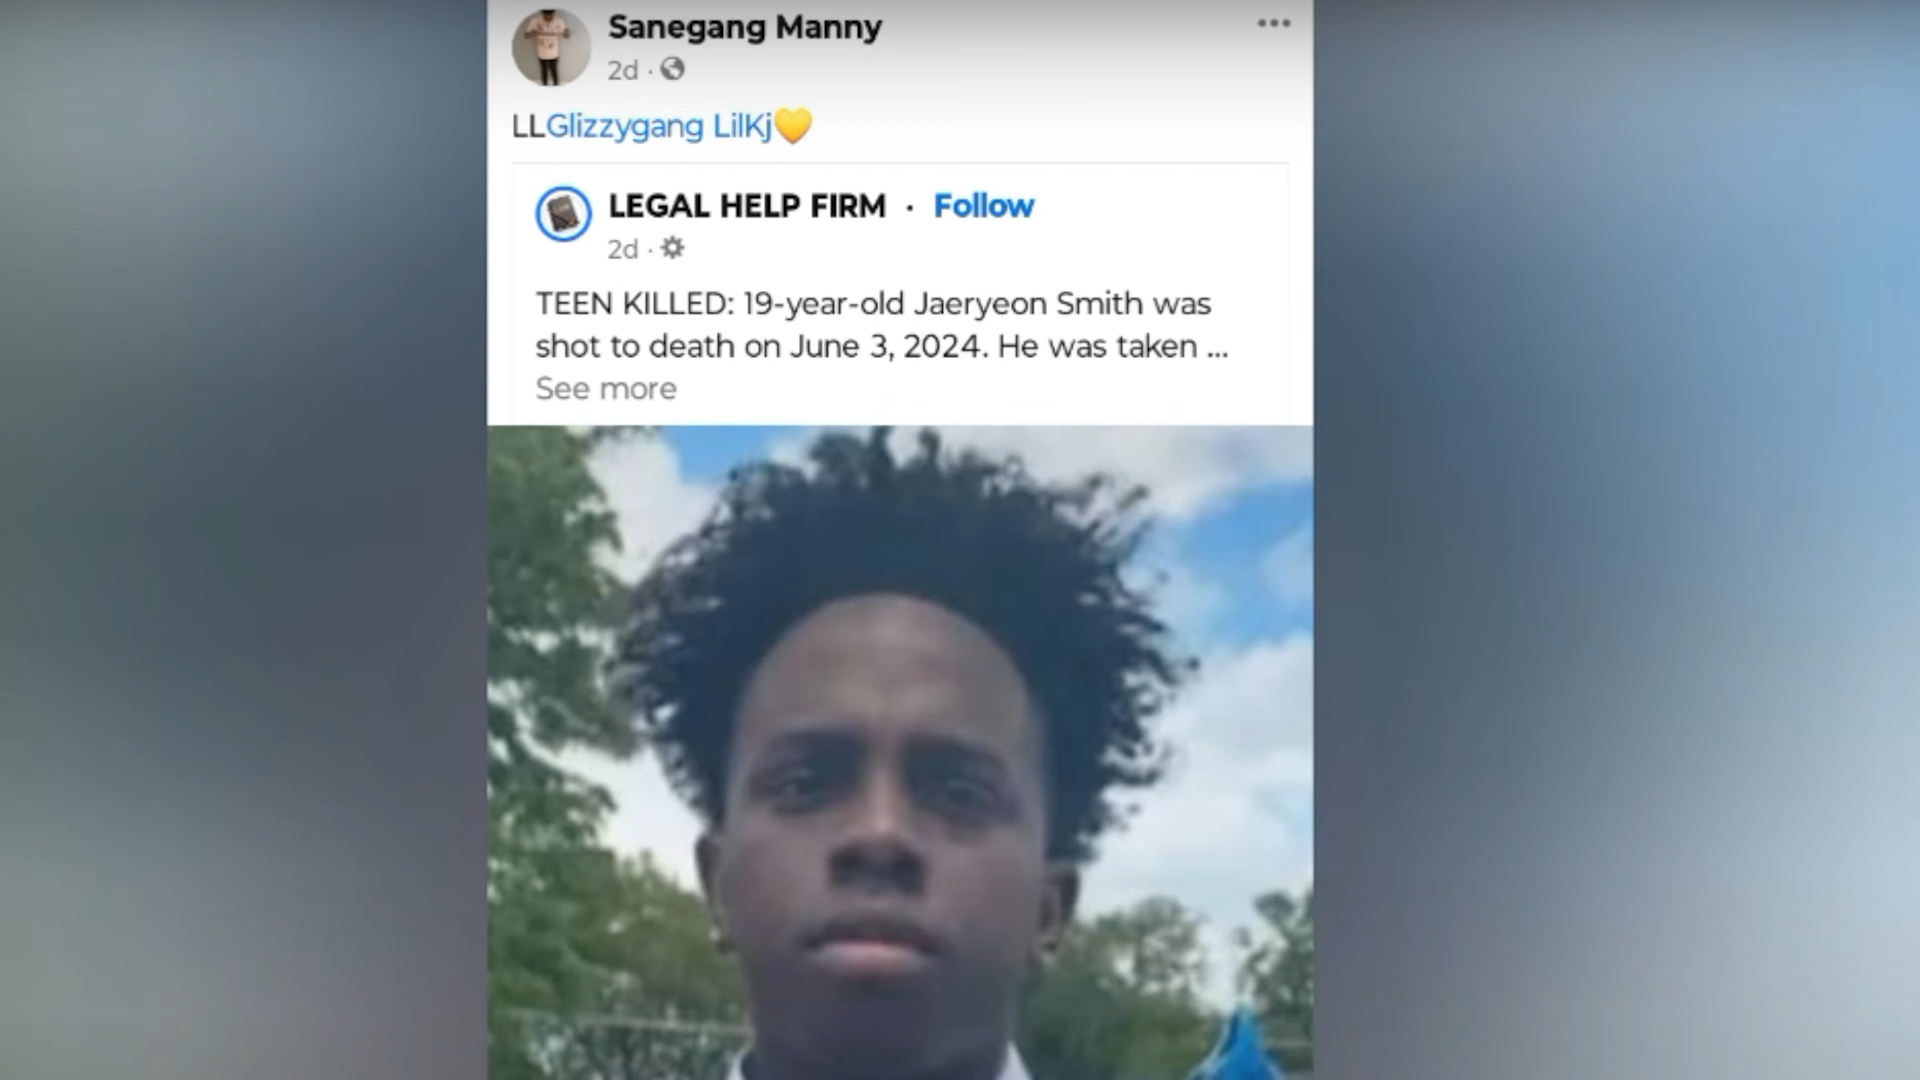 Sanegang Manny
2d ·
LLGlizzygang LilKj💛
LEGAL HELP FIRM · Follow
2d ·
TEEN KILLED: 19-year-old Jaeryeon Smith was
shot to death on June 3, 2024. He was taken ...
See more